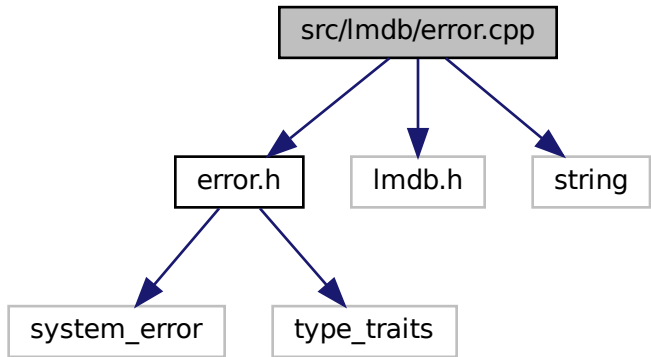 src/lmdb/error.cpp
error.h
lmdb.h
string
system_error
type_traits